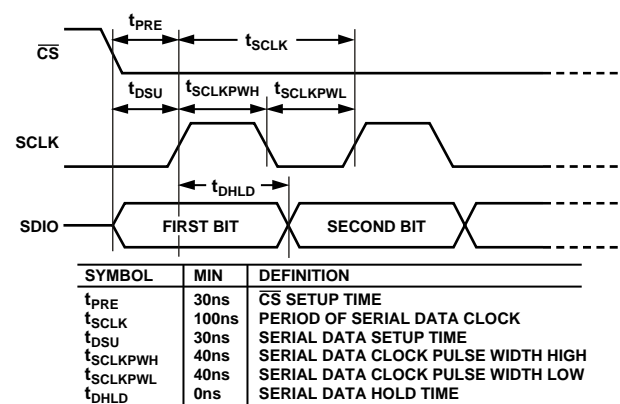 tPRE
tSCLK
CS
tDSU tSCLKPWH tSCLKPWL
SCLK
tDHLD
SDIO FIRST BIT SECOND BIT
SYMBOL MIN DEFINITION
tPRE 30ns CS SETUP TIME
tSCLK 100ns PERIOD OF SERIAL DATA CLOCK
tDSU 30ns SERIAL DATA SETUP TIME
tSCLKPWH 40ns SERIAL DATA CLOCK PULSE WIDTH HIGH
tSCLKPWL 40ns SERIAL DATA CLOCK PULSE WIDTH LOW
tDHLD 0ns SERIAL DATA HOLD TIME